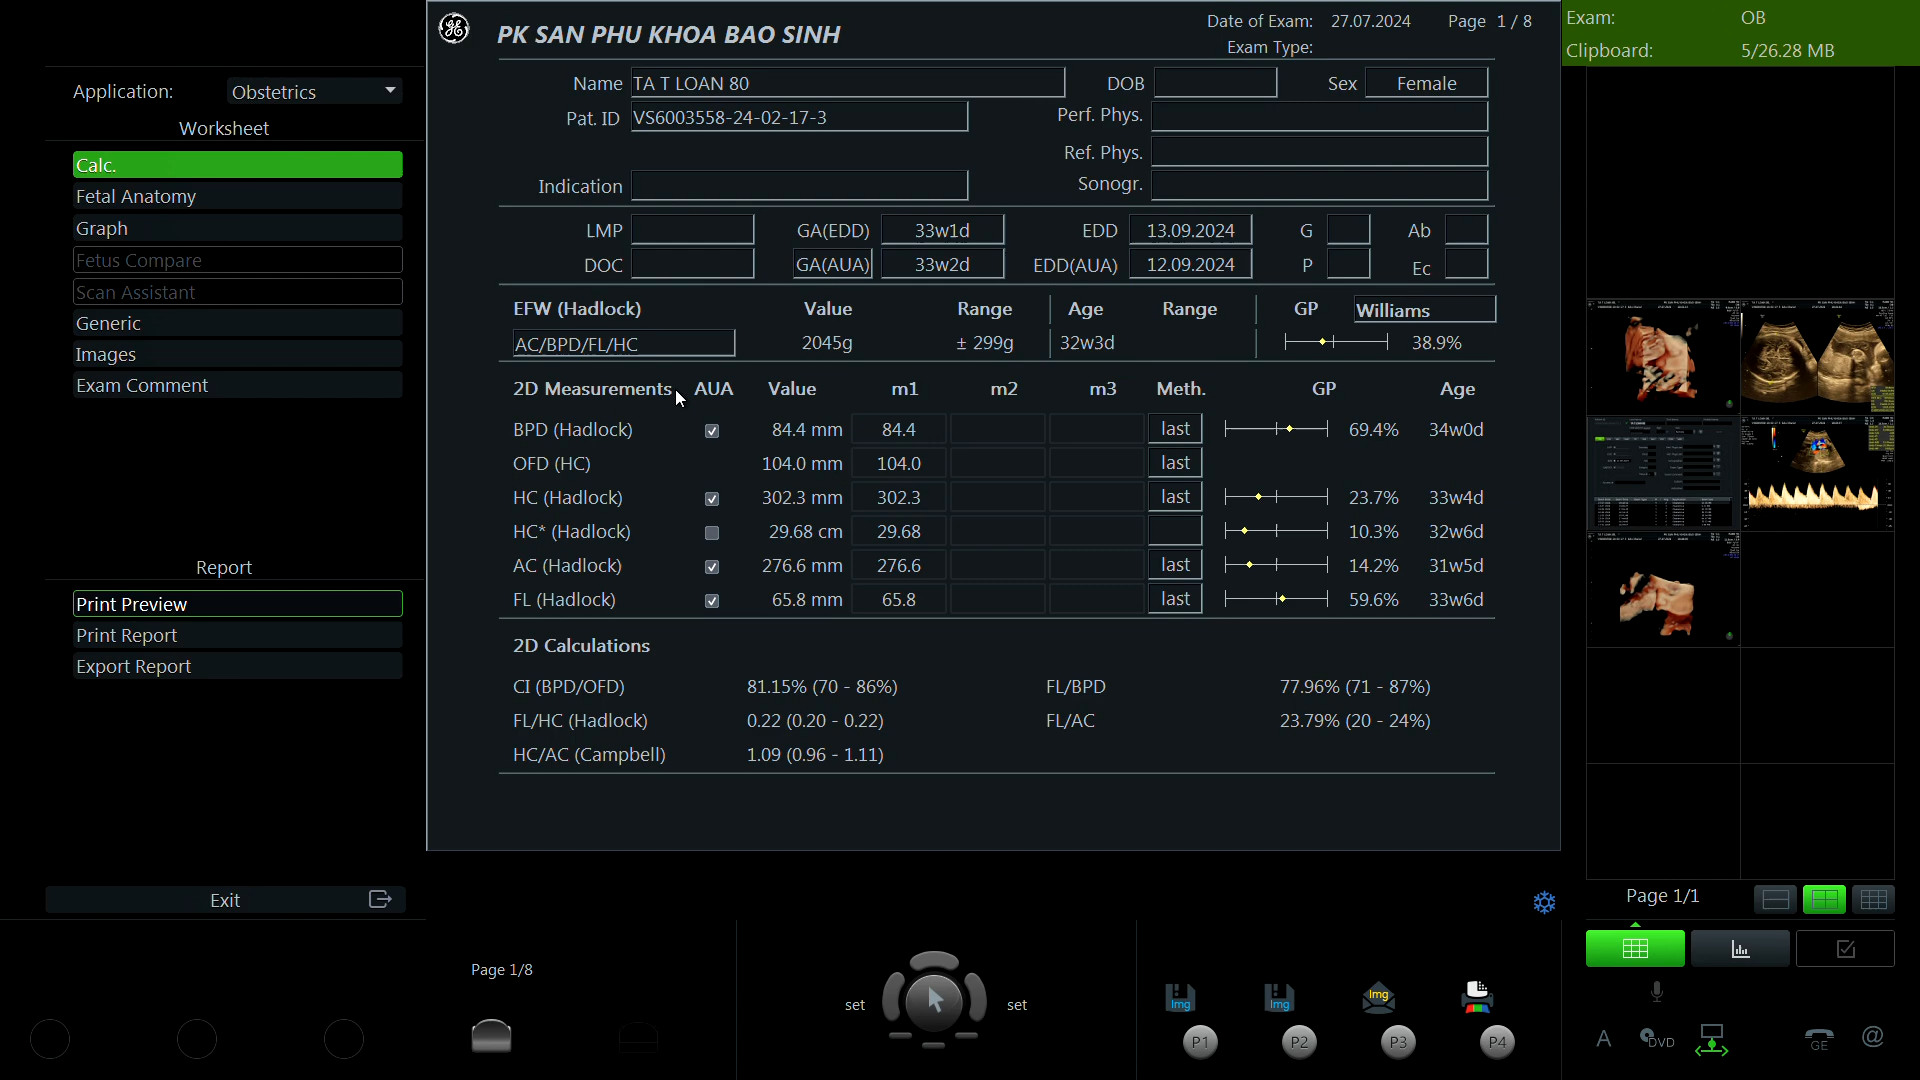 PK SAN PHU KHOA BAO SINH
Date of Exam: 27.07.2024 Page 1 / 8
Exam Type:
Exam: OB
Clipboard: 5/26.28 MB
Application: Obstetrics
Worksheet
Calc.
Fetal Anatomy
Graph
Fetus Compare
Scan Assistant
Generic
Images
Exam Comment
Report
Print Preview
Print Report
Export Report
Exit
Name TA T LOAN 80 DOB Sex Female
Pat. ID VS6003558-24-02-17-3 Perf. Phys.
Ref. Phys.
Indication Sonogr.
LMP GA(EDD) 33w1d EDD 13.09.2024 G Ab
DOC GA(AUA) 33w2d EDD(AUA) 12.09.2024 P Ec
EFW (Hadlock) Value Range Age Range GP Williams
AC/BPD/FL/HC 2045g ± 299g 32w3d 38.9%
2D Measurements AUA Value m1 m2 m3 Meth. GP Age
BPD (Hadlock) 84.4 mm 84.4 last 69.4% 34w0d
OFD (HC) 104.0 mm 104.0 last
HC (Hadlock) 302.3 mm 302.3 last 23.7% 33w4d
HC* (Hadlock) 29.68 cm 29.68 10.3% 32w6d
AC (Hadlock) 276.6 mm 276.6 last 14.2% 31w5d
FL (Hadlock) 65.8 mm 65.8 last 59.6% 33w6d
2D Calculations
CI (BPD/OFD) 81.15% (70 - 86%) FL/BPD 77.96% (71 - 87%)
FL/HC (Hadlock) 0.22 (0.20 - 0.22) FL/AC 23.79% (20 - 24%)
HC/AC (Campbell) 1.09 (0.96 - 1.11)
Page 1/1
Page 1/8
set set
Img Img Img
P1 P2 P3 P4
A DVD GE @